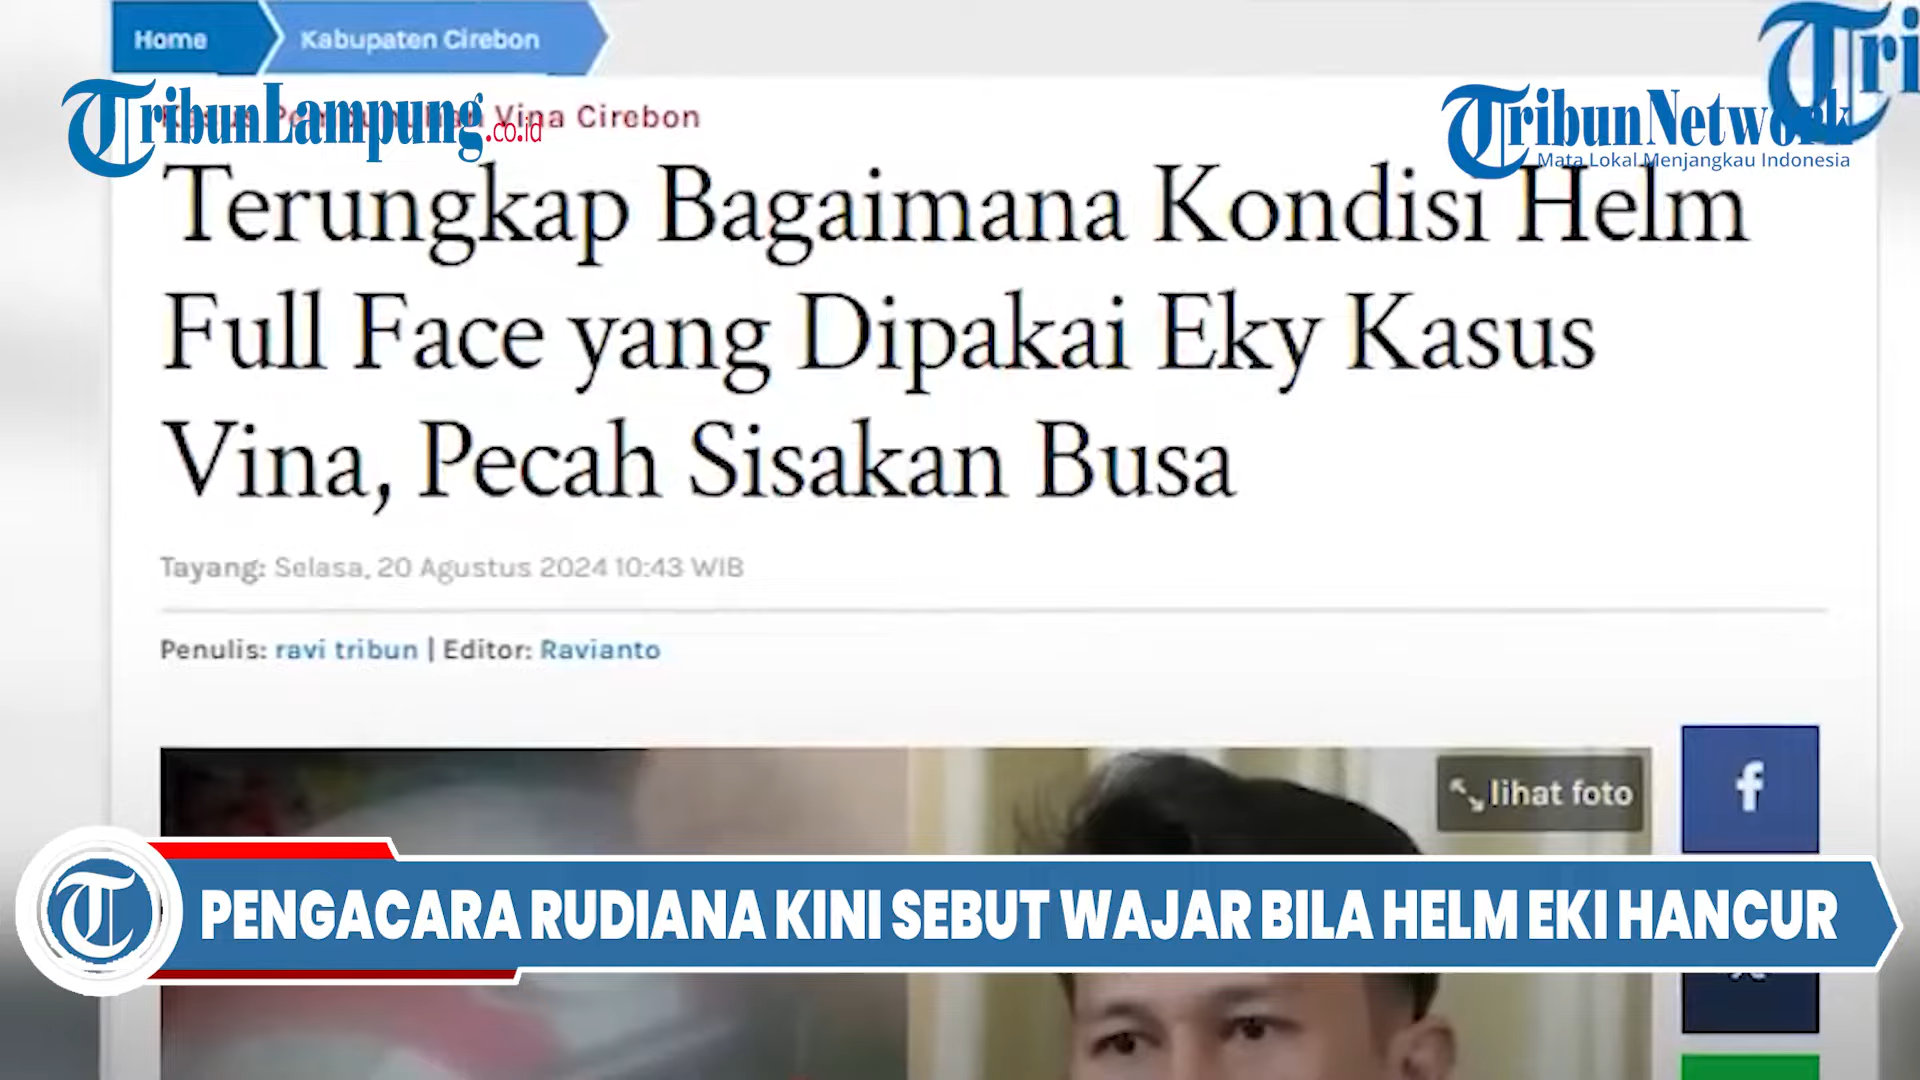 Home
Kabupaten Cirebon
Tri
TribunLampung.co.id
Vina Cirebon
TribunNetwork
Mata Lokal Menjangkau Indonesia
Terungkap Bagaimana Kondisi Helm
Full Face yang Dipakai Eky Kasus
Vina, Pecah Sisakan Busa
Tayang: Selasa, 20 Agustus 2024 10:43 WIB
Penulis: ravi tribun | Editor: Ravianto
lihat foto
f
T
PENGACARA RUDIANA KINI SEBUT WAJAR BILA HELM EKI HANCUR